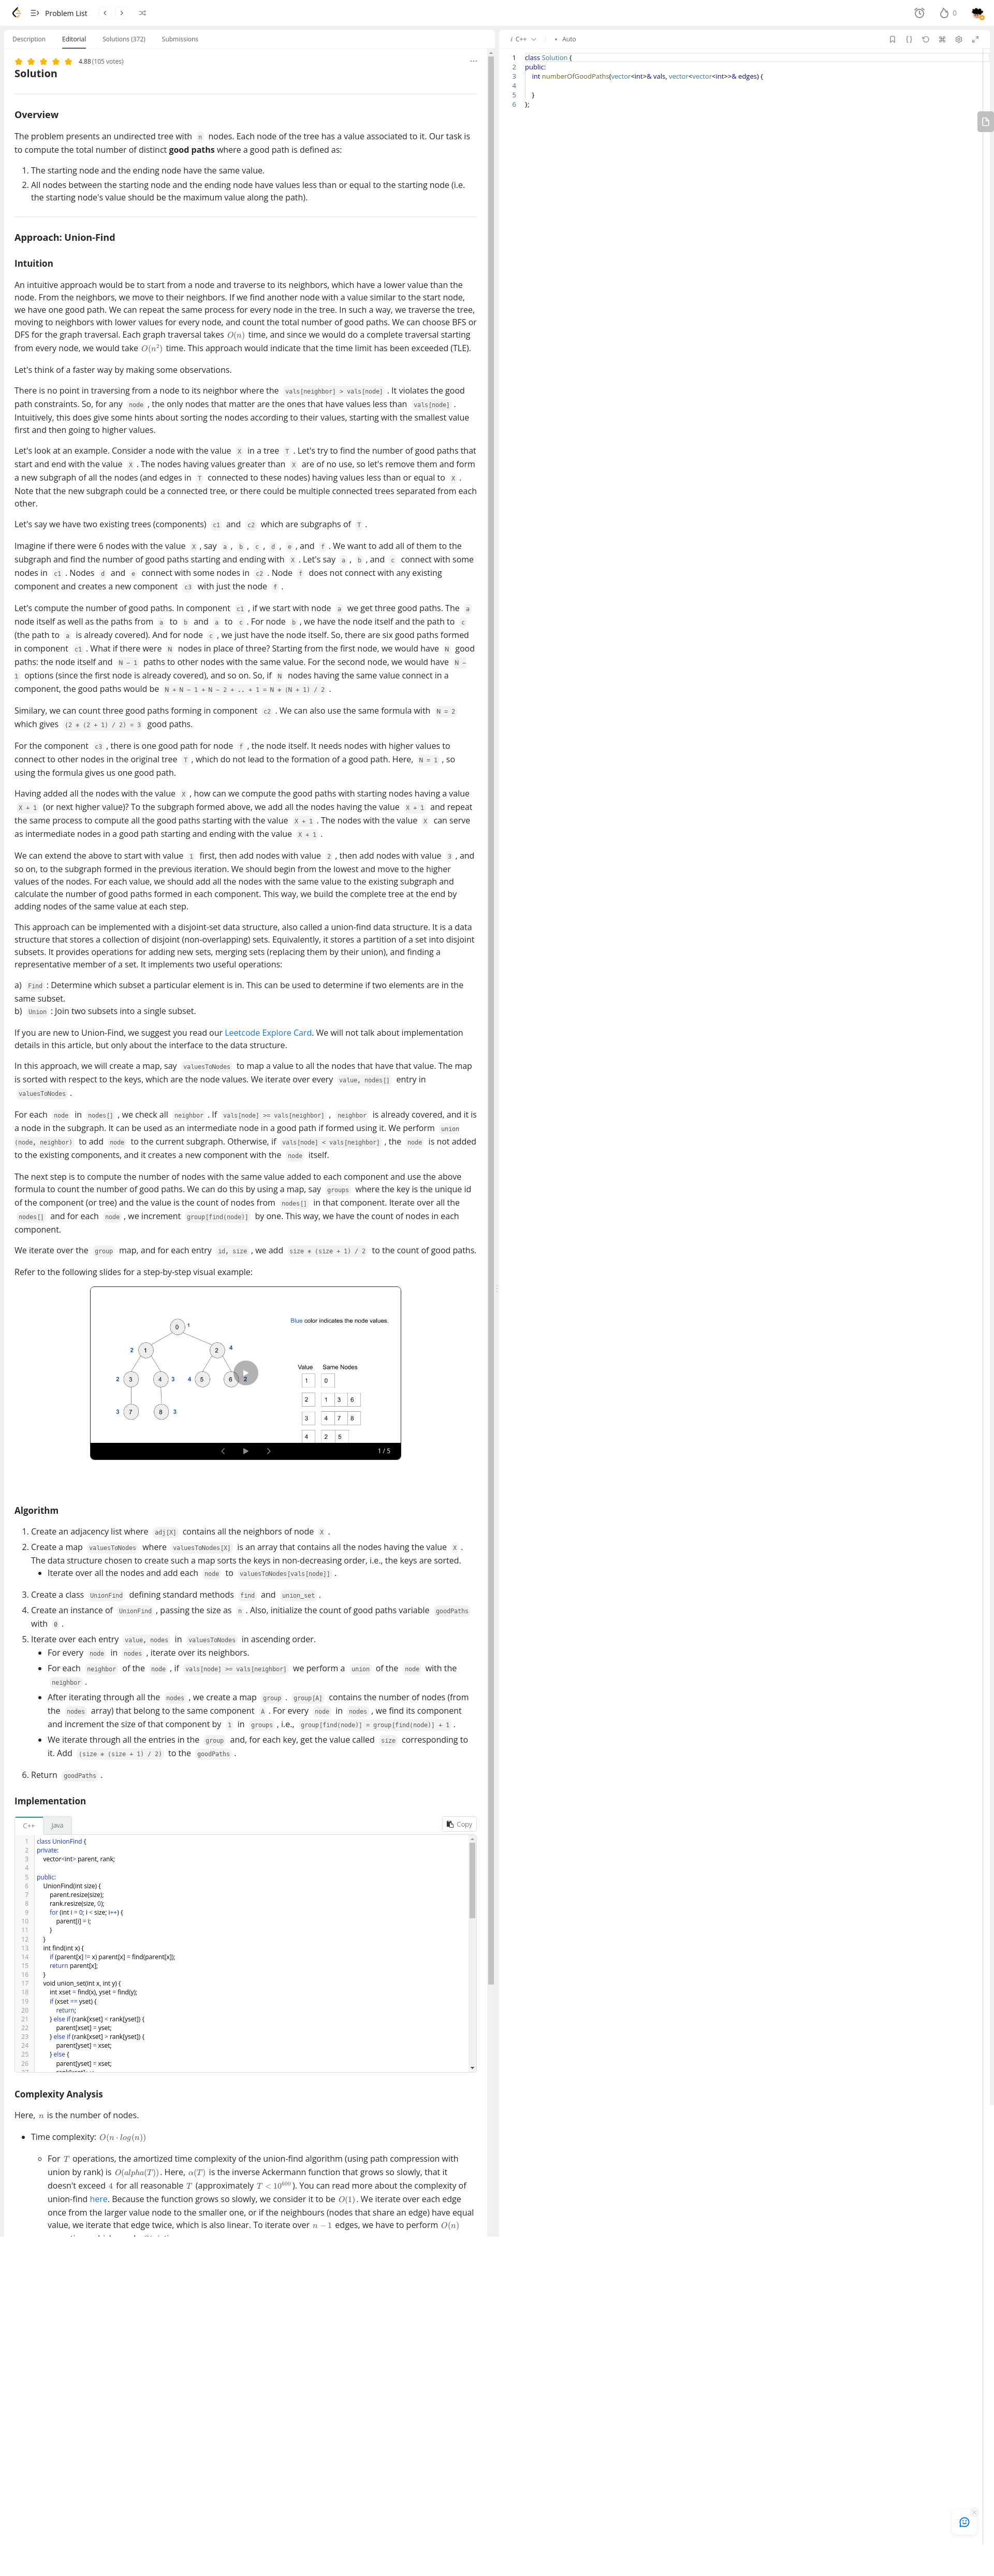 Problem List
0
Description Editorial Solutions (372) Submissions
4.88 (105 votes)
Solution
Overview
The problem presents an undirected tree with n nodes. Each node of the tree has a value associated to it. Our task is
to compute the total number of distinct good paths where a good path is defined as:
1. The starting node and the ending node have the same value.
2. All nodes between the starting node and the ending node have values less than or equal to the starting node (i.e.
the starting node's value should be the maximum value along the path).
Approach: Union-Find
Intuition
An intuitive approach would be to start from a node and traverse to its neighbors, which have a lower value than the
node. From the neighbors, we move to their neighbors. If we find another node with a value similar to the start node,
we have one good path. We can repeat the same process for every node in the tree. In such a way, we traverse the tree,
moving to neighbors with lower values for every node, and count the total number of good paths. We can choose BFS or
DFS for the graph traversal. Each graph traversal takes O(n) time, and since we would do a complete traversal starting
from every node, we would take O(n²) time. This approach would indicate that the time limit has been exceeded (TLE).
Let's think of a faster way by making some observations.
There is no point in traversing from a node to its neighbor where the vals[neighbor] > vals[node] . It violates the good
path constraints. So, for any node , the only nodes that matter are the ones that have values less than vals[node] .
Intuitively, this does give some hints about sorting the nodes according to their values, starting with the smallest value
first and then going to higher values.
Let's look at an example. Consider a node with the value X in a tree T . Let's try to find the number of good paths that
start and end with the value X . The nodes having values greater than X are of no use, so let's remove them and form
a new subgraph of all the nodes (and edges in T connected to these nodes) having values less than or equal to X .
Note that the new subgraph could be a connected tree, or there could be multiple connected trees separated from each
other.
Let's say we have two existing trees (components) c1 and c2 which are subgraphs of T .
Imagine if there were 6 nodes with the value X , say a , b , c , d , e , and f . We want to add all of them to the
subgraph and find the number of good paths starting and ending with X . Let's say a , b , and c connect with some
nodes in c1 . Nodes d and e connect with some nodes in c2 . Node f does not connect with any existing
component and creates a new component c3 with just the node f .
Let's compute the number of good paths. In component c1 , if we start with node a we get three good paths. The a
node itself as well as the paths from a to b and a to c . For node b , we have the node itself and the path to c
(the path to a is already covered). And for node c , we just have the node itself. So, there are six good paths formed
in component c1 . What if there were N nodes in place of three? Starting from the first node, we would have N good
paths: the node itself and N - 1 paths to other nodes with the same value. For the second node, we would have N -
1 options (since the first node is already covered), and so on. So, if N nodes having the same value connect in a
component, the good paths would be N + N - 1 + N - 2 + .. + 1 = N * (N + 1) / 2 .
Similary, we can count three good paths forming in component c2 . We can also use the same formula with N = 2
which gives (2 * (2 + 1) / 2) = 3 good paths.
For the component c3 , there is one good path for node f , the node itself. It needs nodes with higher values to
connect to other nodes in the original tree T , which do not lead to the formation of a good path. Here, N = 1 , so
using the formula gives us one good path.
Having added all the nodes with the value X , how can we compute the good paths with starting nodes having a value
X + 1 (or next higher value)? To the subgraph formed above, we add all the nodes having the value X + 1 and repeat
the same process to compute all the good paths starting with the value X + 1 . The nodes with the value X can serve
as intermediate nodes in a good path starting and ending with the value X + 1 .
We can extend the above to start with value 1 first, then add nodes with value 2 , then add nodes with value 3 , and
so on, to the subgraph formed in the previous iteration. We should begin from the lowest and move to the higher
values of the nodes. For each value, we should add all the nodes with the same value to the existing subgraph and
calculate the number of good paths formed in each component. This way, we build the complete tree at the end by
adding nodes of the same value at each step.
This approach can be implemented with a disjoint-set data structure, also called a union-find data structure. It is a data
structure that stores a collection of disjoint (non-overlapping) sets. Equivalently, it stores a partition of a set into disjoint
subsets. It provides operations for adding new sets, merging sets (replacing them by their union), and finding a
representative member of a set. It implements two useful operations:
a) Find : Determine which subset a particular element is in. This can be used to determine if two elements are in the
same subset.
b) Union : Join two subsets into a single subset.
If you are new to Union-Find, we suggest you read our Leetcode Explore Card. We will not talk about implementation
details in this article, but only about the interface to the data structure.
In this approach, we will create a map, say valuesToNodes to map a value to all the nodes that have that value. The map
is sorted with respect to the keys, which are the node values. We iterate over every value, nodes[] entry in
valuesToNodes .
For each node in nodes[] , we check all neighbor . If vals[node] >= vals[neighbor] , neighbor is already covered, and it is
a node in the subgraph. It can be used as an intermediate node in a good path if formed using it. We perform union
(node, neighbor) to add node to the current subgraph. Otherwise, if vals[node] < vals[neighbor] , the node is not added
to the existing components, and it creates a new component with the node itself.
The next step is to compute the number of nodes with the same value added to each component and use the above
formula to count the number of good paths. We can do this by using a map, say groups where the key is the unique id
of the component (or tree) and the value is the count of nodes from nodes[] in that component. Iterate over all the
nodes[] and for each node , we increment group[find(node)] by one. This way, we have the count of nodes in each
component.
We iterate over the group map, and for each entry id, size , we add size * (size + 1) / 2 to the count of good paths.
Refer to the following slides for a step-by-step visual example:
Blue color indicates the node values.
0 1
2 1 2 4
2 3 4 3 4 5 6 2
3 7 8 3
Value Same Nodes
1 0
2 1 3 6
3 4 7 8
4 2 5
1 / 5
Algorithm
1. Create an adjacency list where adj[X] contains all the neighbors of node X .
2. Create a map valuesToNodes where valuesToNodes[X] is an array that contains all the nodes having the value X .
The data structure chosen to create such a map sorts the keys in non-decreasing order, i.e., the keys are sorted.
• Iterate over all the nodes and add each node to valuesToNodes[vals[node]] .
3. Create a class UnionFind defining standard methods find and union_set .
4. Create an instance of UnionFind , passing the size as n . Also, initialize the count of good paths variable goodPaths
with 0 .
5. Iterate over each entry value, nodes in valuesToNodes in ascending order.
• For every node in nodes , iterate over its neighbors.
• For each neighbor of the node , if vals[node] >= vals[neighbor] we perform a union of the node with the
neighbor .
• After iterating through all the nodes , we create a map group . group[A] contains the number of nodes (from
the nodes array) that belong to the same component A . For every node in nodes , we find its component
and increment the size of that component by 1 in groups , i.e., group[find(node)] = group[find(node)] + 1 .
• We iterate through all the entries in the group and, for each key, get the value called size corresponding to
it. Add (size * (size + 1) / 2) to the goodPaths .
6. Return goodPaths .
Implementation
C++ Java Copy
1 class UnionFind {
2 private:
3 vector<int> parent, rank;
4
5 public:
6 UnionFind(int size) {
7 parent.resize(size);
8 rank.resize(size, 0);
9 for (int i = 0; i < size; i++) {
10 parent[i] = i;
11 }
12 }
13 int find(int x) {
14 if (parent[x] != x) parent[x] = find(parent[x]);
15 return parent[x];
16 }
17 void union_set(int x, int y) {
18 int xset = find(x), yset = find(y);
19 if (xset == yset) {
20 return;
21 } else if (rank[xset] < rank[yset]) {
22 parent[xset] = yset;
23 } else if (rank[xset] > rank[yset]) {
24 parent[yset] = xset;
25 } else {
26 parent[yset] = xset;
Complexity Analysis
Here, n is the number of nodes.
• Time complexity: O(n · log(n))
◦ For T operations, the amortized time complexity of the union-find algorithm (using path compression with
union by rank) is O(alpha(T)). Here, α(T) is the inverse Ackermann function that grows so slowly, that it
doesn't exceed 4 for all reasonable T (approximately T < 10⁶⁰⁰). You can read more about the complexity of
union-find here. Because the function grows so slowly, we consider it to be O(1). We iterate over each edge
once from the larger value node to the smaller one, or if the neighbours (nodes that share an edge) have equal
value, we iterate that edge twice, which is also linear. To iterate over n − 1 edges, we have to perform O(n)
i C++ • Auto
1 class Solution {
2 public:
3 int numberOfGoodPaths(vector<int>& vals, vector<vector<int>>& edges) {
4
5 }
6 };